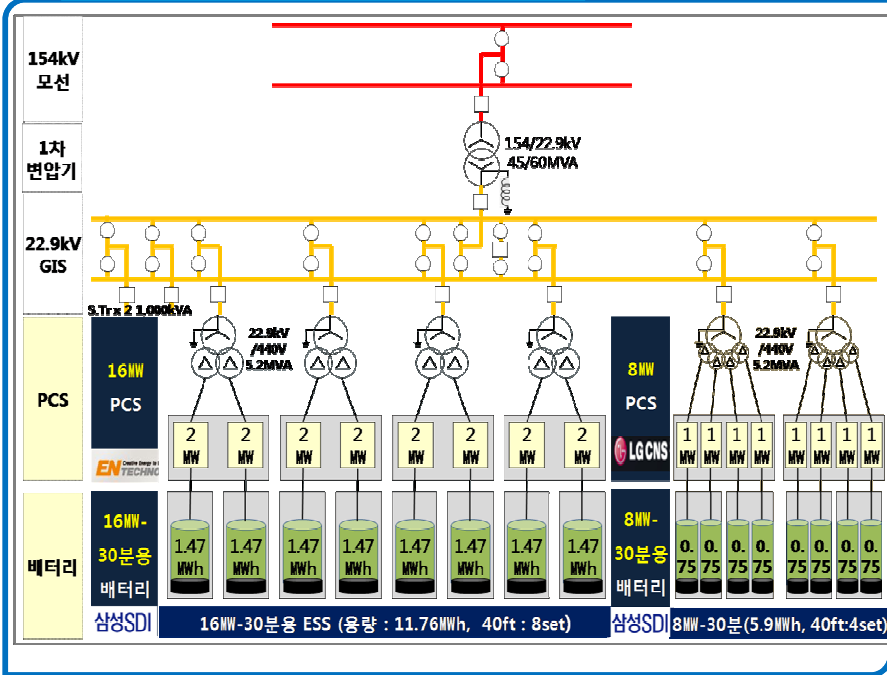 154kV
모선
154/22.9kV
45/60MVA
1차
변압기
22.9kV
GIS
S.Tr x 2 1,000kVA
PCS
16MW
PCS
EN
TECHNO
22.9kV
/440V
5.2MVA
2
MW
2
MW
2
MW
2
MW
2
MW
2
MW
2
MW
2
MW
8MW
PCS
LG CNS
22.9kV
/440V
5.2MVA
1
MW
1
MW
1
MW
1
MW
1
MW
1
MW
1
MW
1
MW
배터리
16MW-
30분용
배터리
삼성SDI
1.47
MWh
1.47
MWh
1.47
MWh
1.47
MWh
1.47
MWh
1.47
MWh
1.47
MWh
1.47
MWh
16MW-30분용 ESS (용량 : 11.76MWh, 40ft : 8set)
8MW-
30분용
배터리
삼성SDI
0.
75
0.
75
0.
75
0.
75
0.
75
0.
75
0.
75
0.
75
8MW-30분(5.9MWh, 40ft:4set)